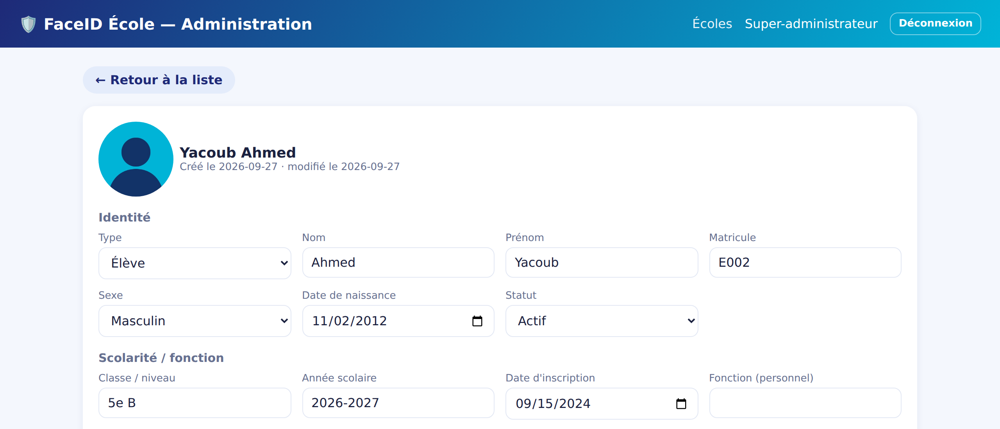 FaceID École — Administration
Écoles Super-administrateur Déconnexion
← Retour à la liste
Yacoub Ahmed
Créé le 2026-09-27 · modifié le 2026-09-27
Identité
Type Nom Prénom Matricule
Élève Ahmed Yacoub E002
Sexe Date de naissance Statut
Masculin 11/02/2012 Actif
Scolarité / fonction
Classe / niveau Année scolaire Date d'inscription Fonction (personnel)
5e B 2026-2027 09/15/2024